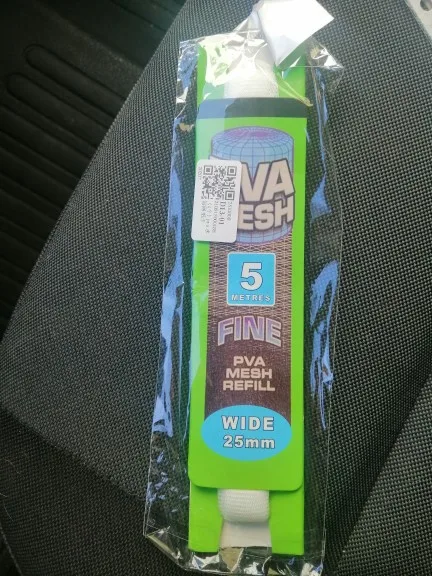 PVA
MESH
5
METRES
FINE
PVA
MESH
REFILL
WIDE
25mm